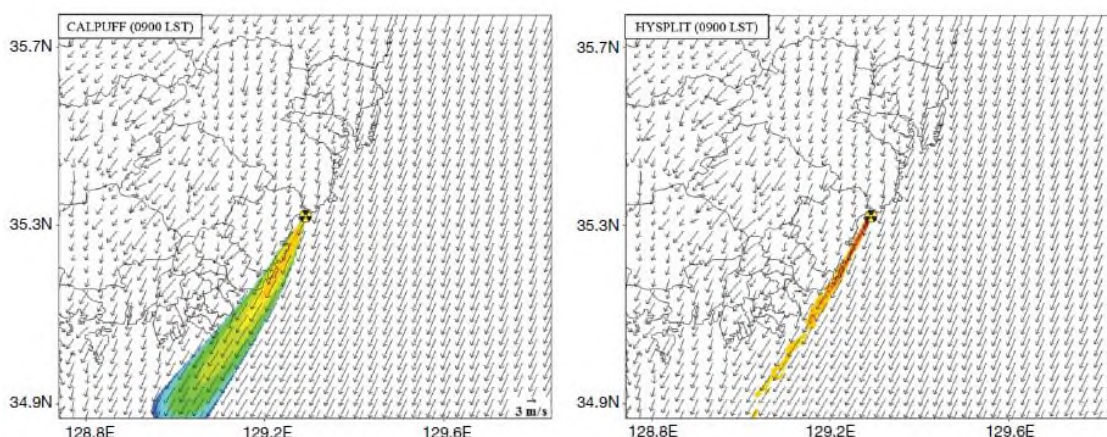 CALPUFF (0900 LST)
35.7N
35.3N
34.9N
128.8E
129.2E
129.6E
3 m/s
HYSPLIT (0900 LST)
35.7N
35.3N
34.9N
128.8E
129.2E
129.6E